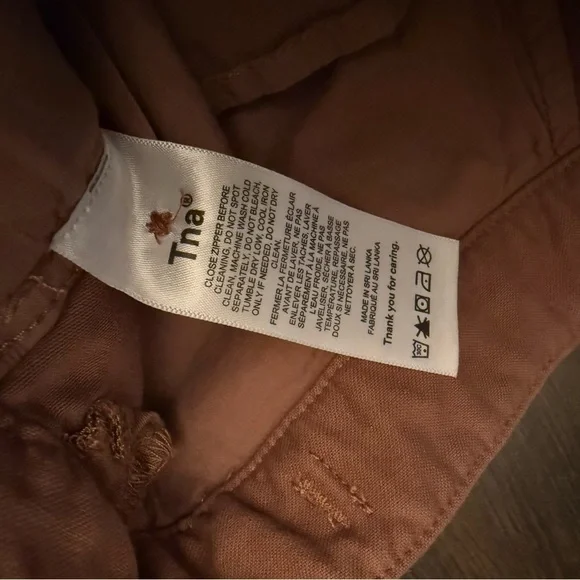 Tna®
CLOSE ZIPPER BEFORE
CLEANING, DO NOT SPOT
CLEAN, MACHINE WASH COLD
SEPARATELY, DO NOT BLEACH,
TUMBLE DRY LOW, COOL IRON
ONLY IF NEEDED, DO NOT DRY
CLEAN.
FERMER LA FERMETURE ÉCLAIR
AVANT DE LAVER, NE PAS
ENLEVER LES TACHES, LAVER
SÉPARÉMENT À LA MACHINE À
L'EAU FROIDE, NE PAS
JAVELLISER, SÉCHER À BASSE
TEMPÉRATURE, REPASSAGE
DOUX SI NÉCESSAIRE, NE PAS
NETTOYER À SEC.
MADE IN SRI LANKA
FABRIQUÉ AU SRI LANKA
Tnank you for caring.
30C